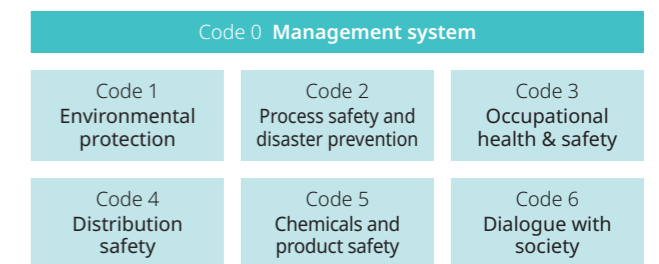 Code 0 Management system
Code 1
Environmental
protection
Code 2
Process safety and
disaster prevention
Code 3
Occupational
health & safety
Code 4
Distribution
safety
Code 5
Chemicals and
product safety
Code 6
Dialogue with
society